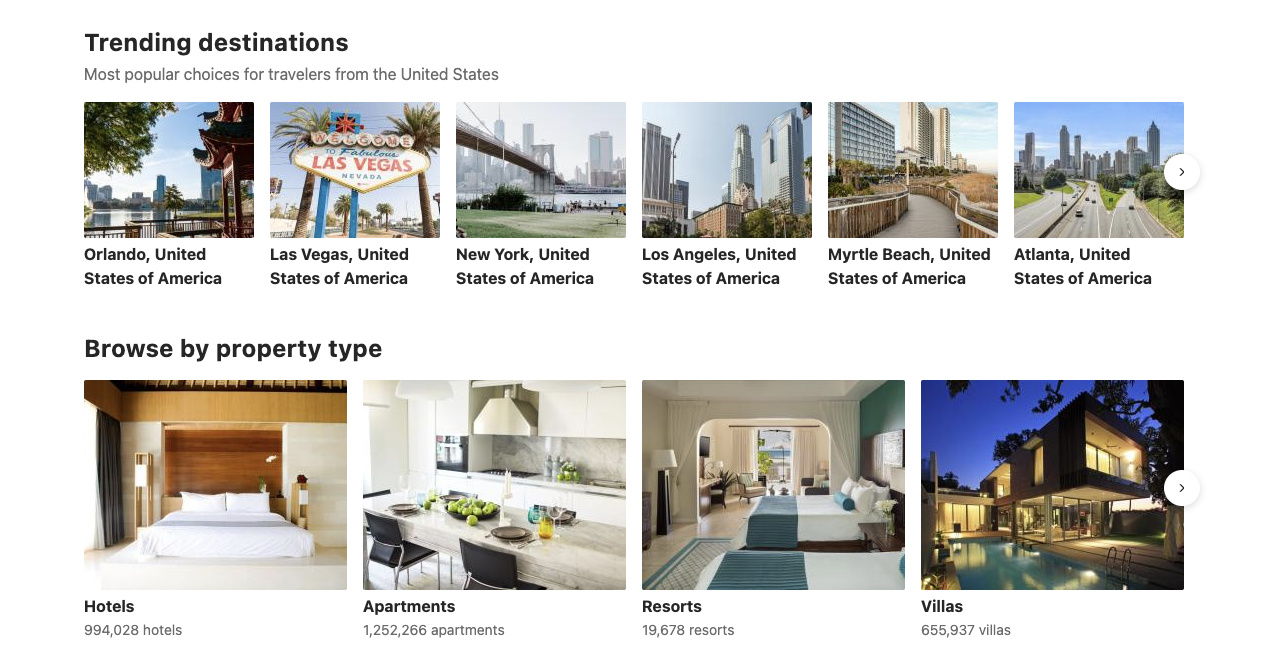 Trending destinations
Most popular choices for travelers from the United States
WELCOME
TO Fabulous
LAS VEGAS
NEVADA
Orlando, United
States of America
Las Vegas, United
States of America
New York, United
States of America
Los Angeles, United
States of America
Myrtle Beach, United
States of America
Atlanta, United
States of America
Browse by property type
Hotels
994,028 hotels
Apartments
1,252,266 apartments
Resorts
19,678 resorts
Villas
655,937 villas